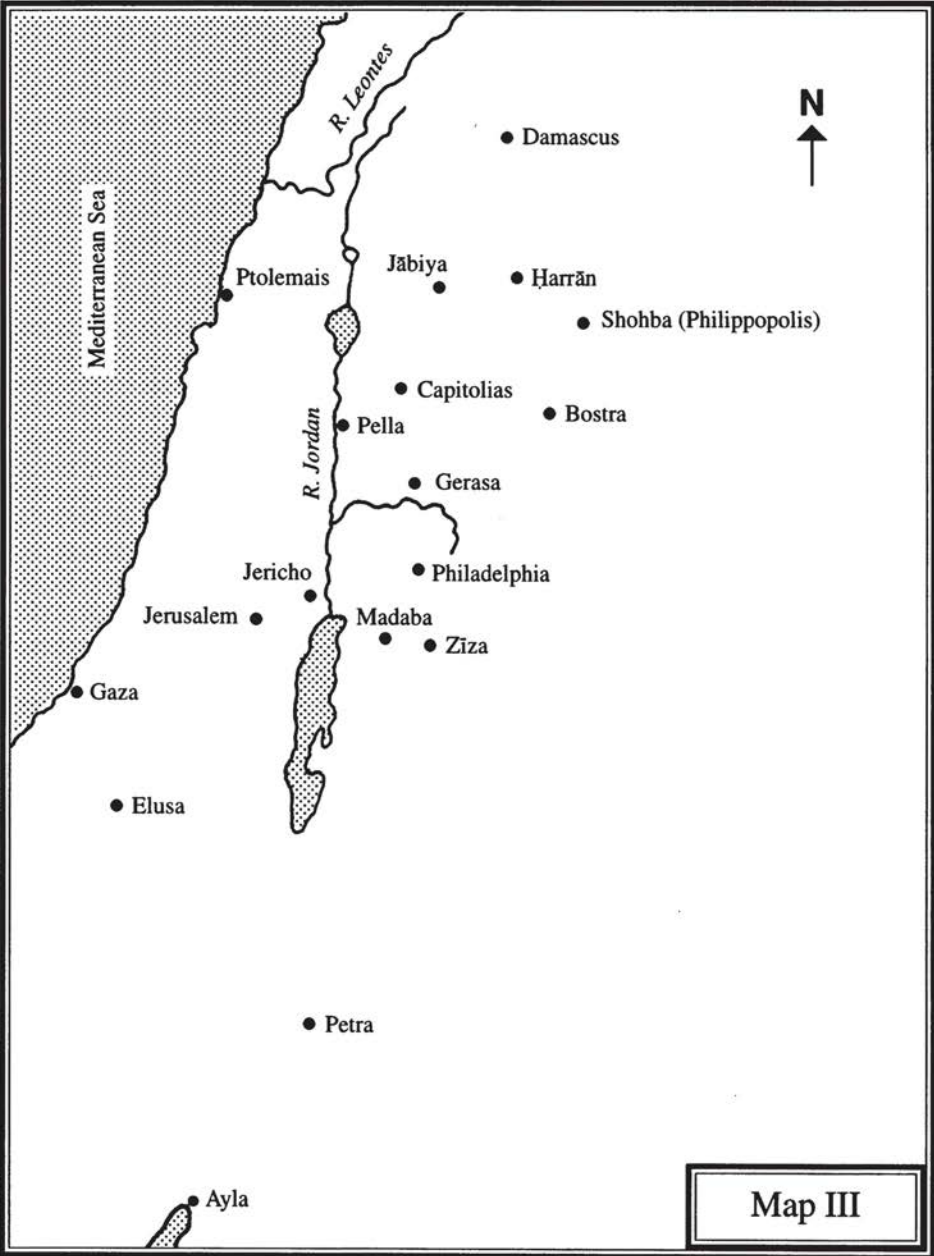 R. Leontes
N
Damascus
Mediterranean Sea
Ptolemais
Jābiya
Ḥarrān
Shohba (Philippopolis)
Capitolias
Bostra
Pella
R. Jordan
Gerasa
Philadelphia
Jericho
Jerusalem
Madaba
Zīza
Gaza
Elusa
Petra
Ayla
Map III